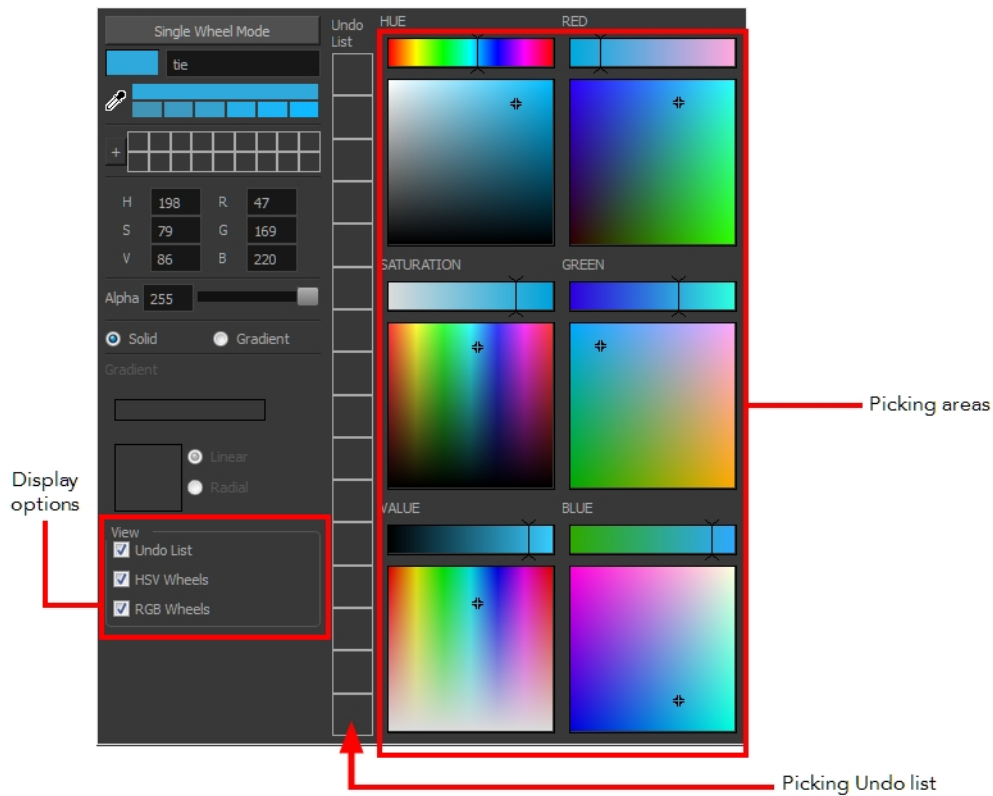 Single Wheel Mode
tie
+
H 198 R 47
S 79 G 169
V 86 B 220
Alpha 255
Solid Gradient
Gradient
Linear
Radial
View
Undo List
HSV Wheels
RGB Wheels
Undo
List
HUE RED
SATURATION GREEN
VALUE BLUE
Display
options
Picking areas
Picking Undo list